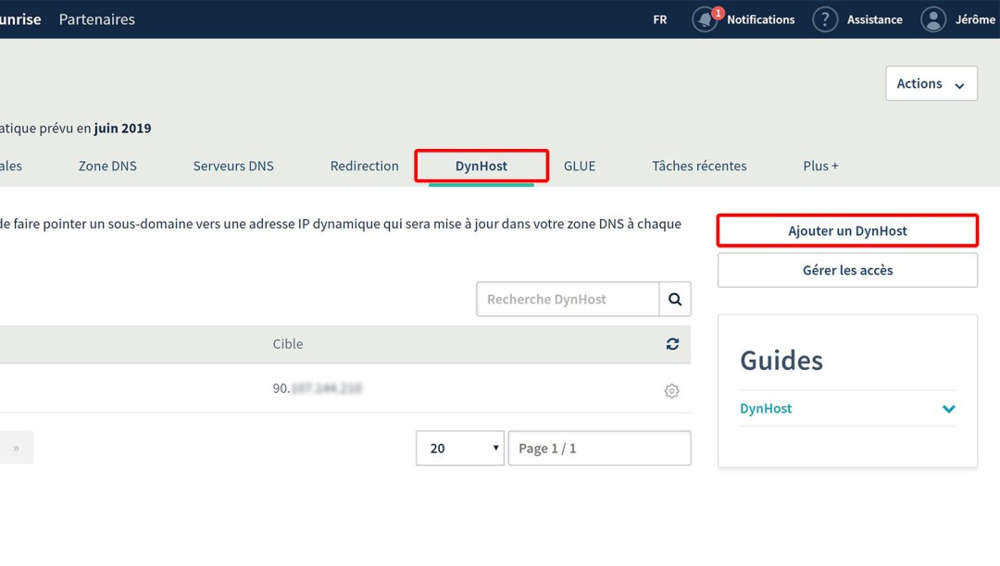 unrise Partenaires FR 1 Notifications ? Assistance Jérôme
Actions
atique prévu en juin 2019
ales Zone DNS Serveurs DNS Redirection DynHost GLUE Tâches récentes Plus +
de faire pointer un sous-domaine vers une adresse IP dynamique qui sera mise à jour dans votre zone DNS à chaque
Ajouter un DynHost
Gérer les accès
Recherche DynHost
Cible
90.
Guides
DynHost
» 20 Page 1 / 1